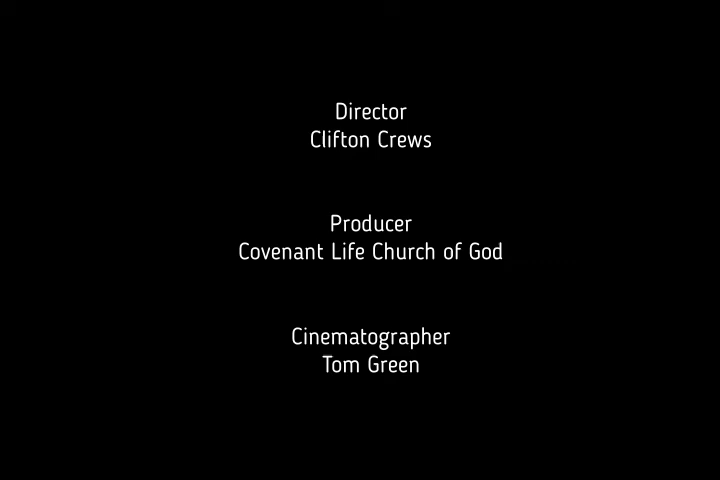 Director
Clifton Crews
Producer
Covenant Life Church of God
Cinematographer
Tom Green